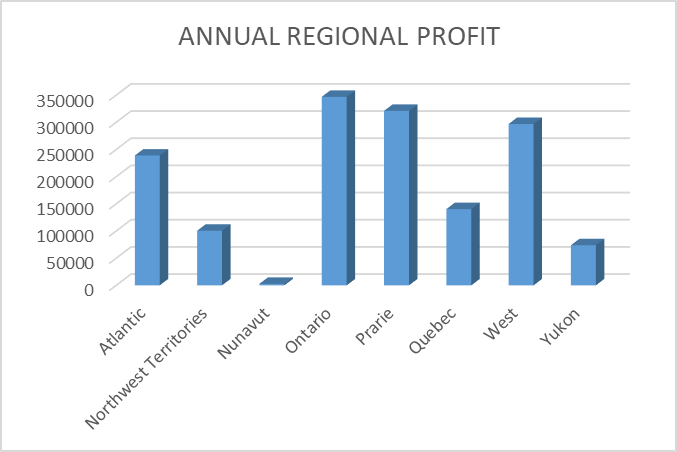 ANNUAL REGIONAL PROFIT
350000
300000
250000
200000
150000
100000
50000
0
Atlantic
Northwest Territories
Nunavut
Ontario
Prarie
Quebec
West
Yukon